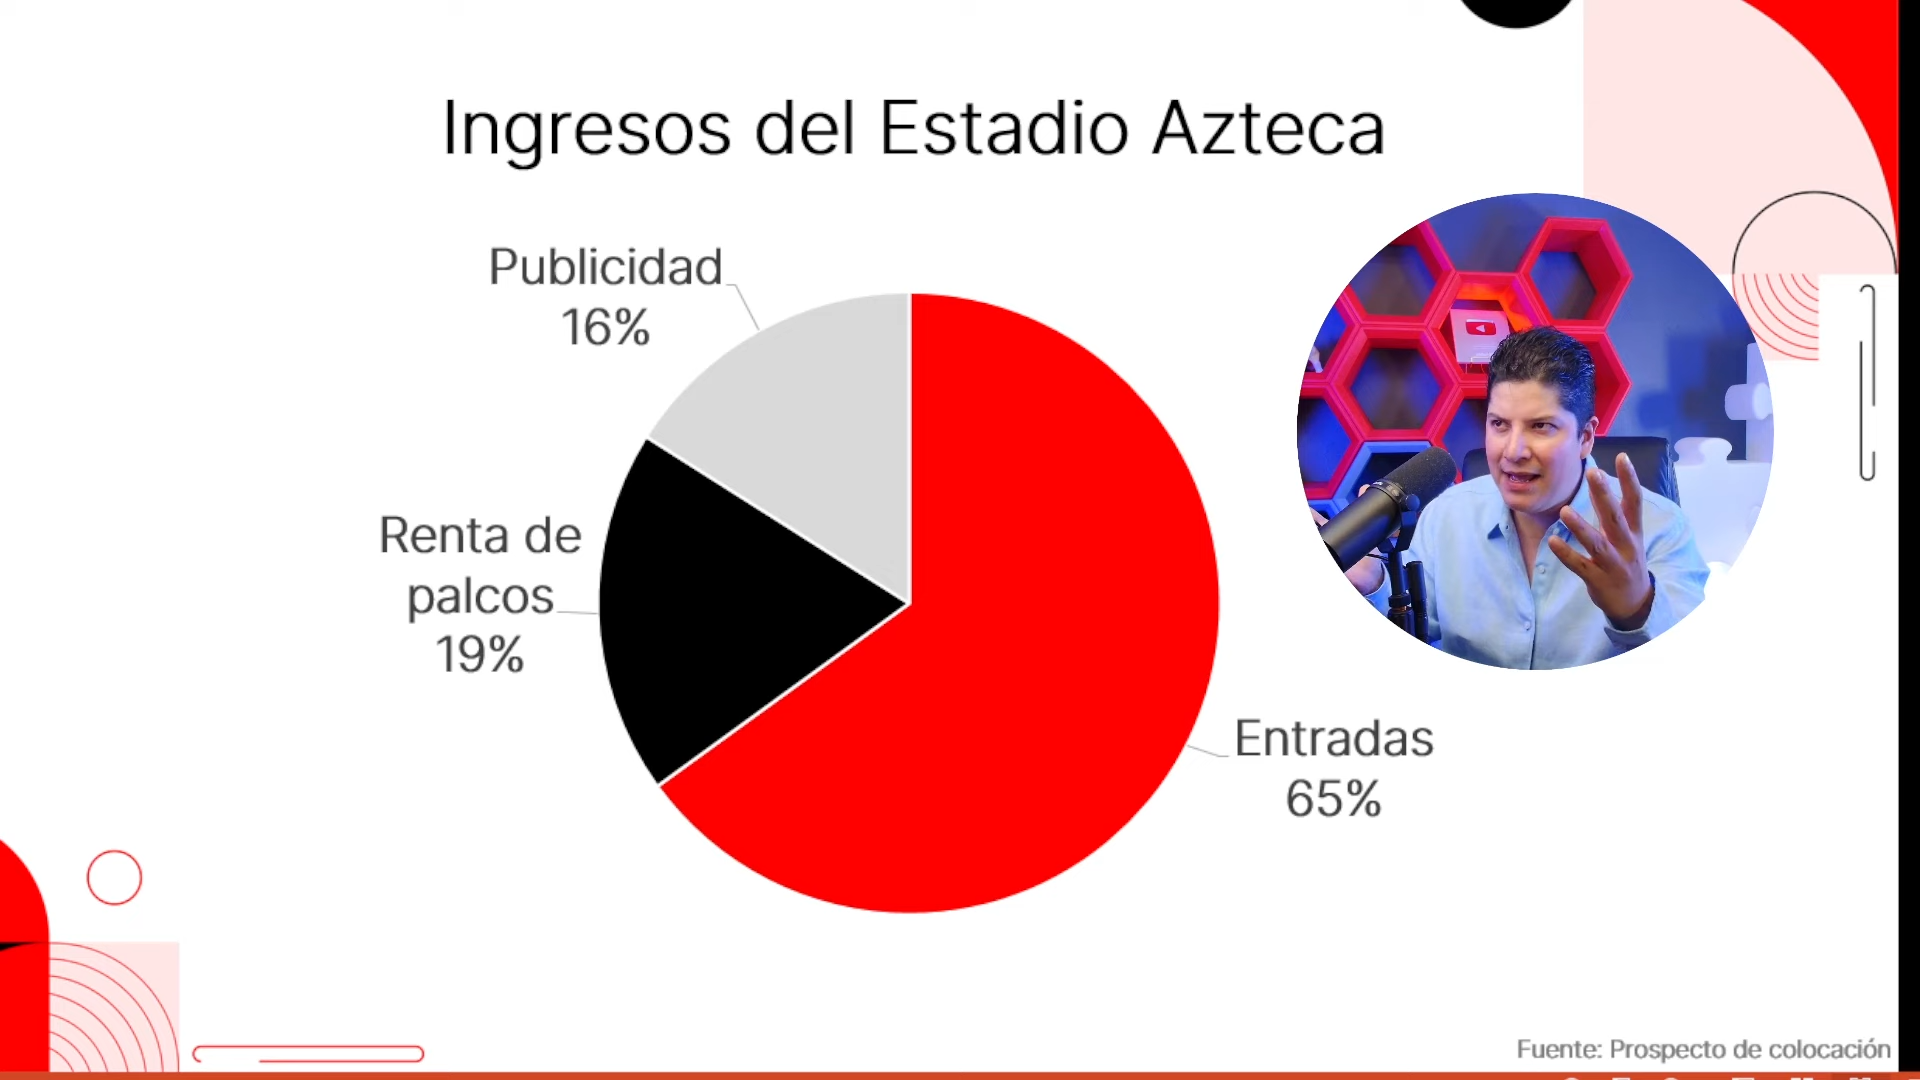 Ingresos del Estadio Azteca
Publicidad
16%
Renta de
palcos
19%
Entradas
65%
Fuente: Prospecto de colocación